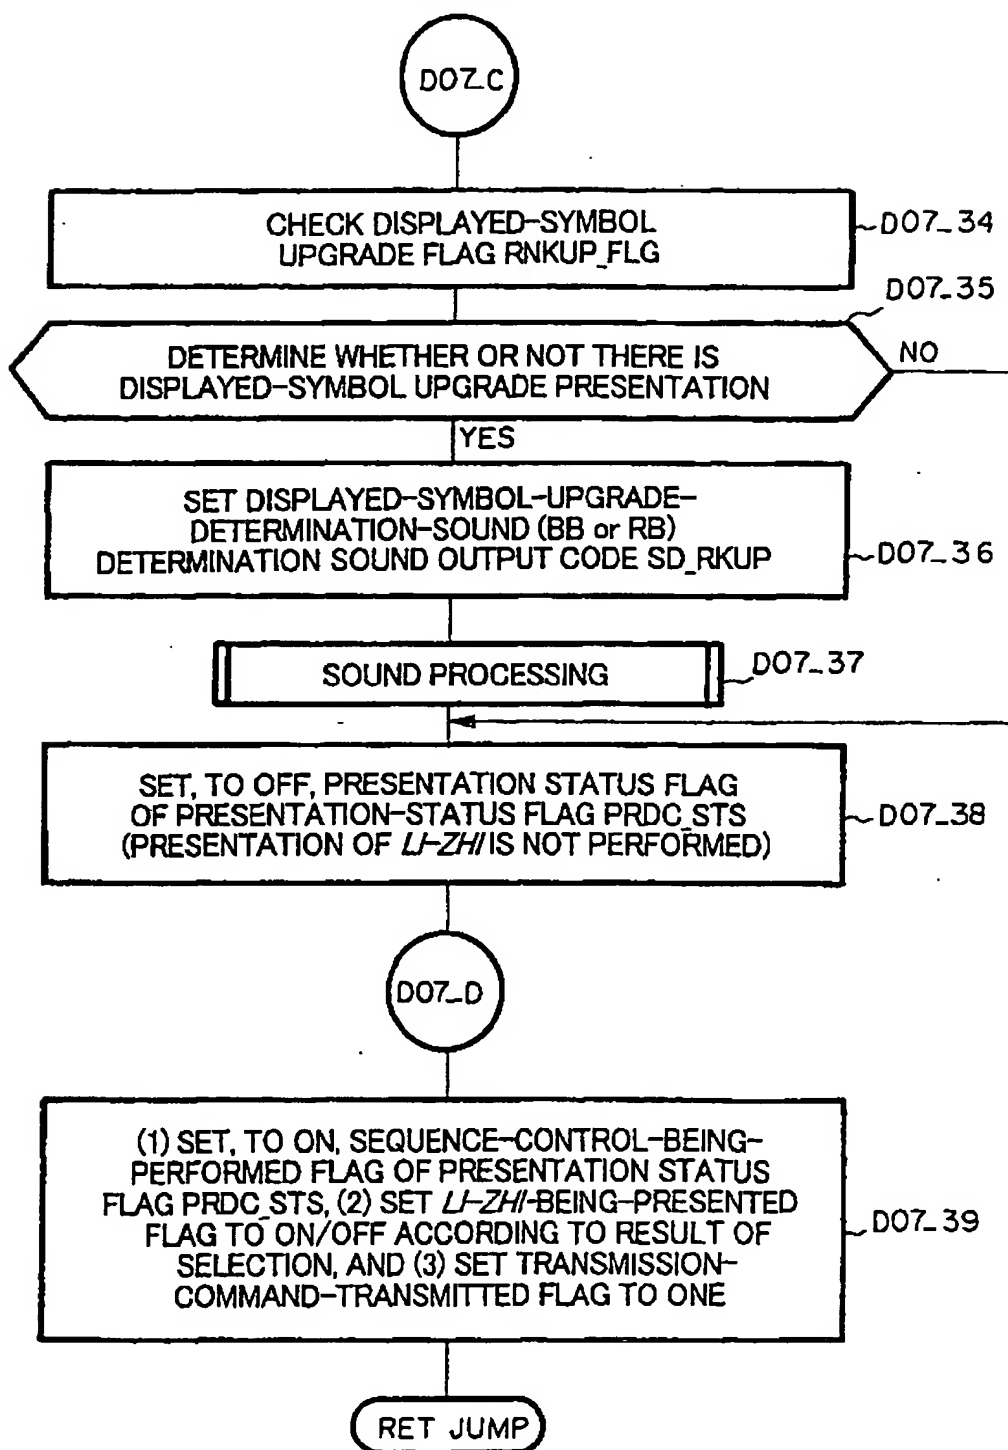 D07_C
CHECK DISPLAYED-SYMBOL
UPGRADE FLAG RNKUP_FLG
D07_34
D07_35
DETERMINE WHETHER OR NOT THERE IS
DISPLAYED-SYMBOL UPGRADE PRESENTATION
NO
YES
SET DISPLAYED-SYMBOL-UPGRADE-
DETERMINATION-SOUND (BB or RB)
DETERMINATION SOUND OUTPUT CODE SD_RKUP
D07_36
SOUND PROCESSING
D07_37
SET, TO OFF, PRESENTATION STATUS FLAG
OF PRESENTATION-STATUS FLAG PRDC_STS
(PRESENTATION OF LI-ZHI IS NOT PERFORMED)
D07_38
D07_D
(1) SET, TO ON, SEQUENCE-CONTROL-BEING-
PERFORMED FLAG OF PRESENTATION STATUS
FLAG PRDC_STS, (2) SET LI-ZHI-BEING-PRESENTED
FLAG TO ON/OFF ACCORDING TO RESULT OF
SELECTION, AND (3) SET TRANSMISSION-
COMMAND-TRANSMITTED FLAG TO ONE
D07_39
RET JUMP